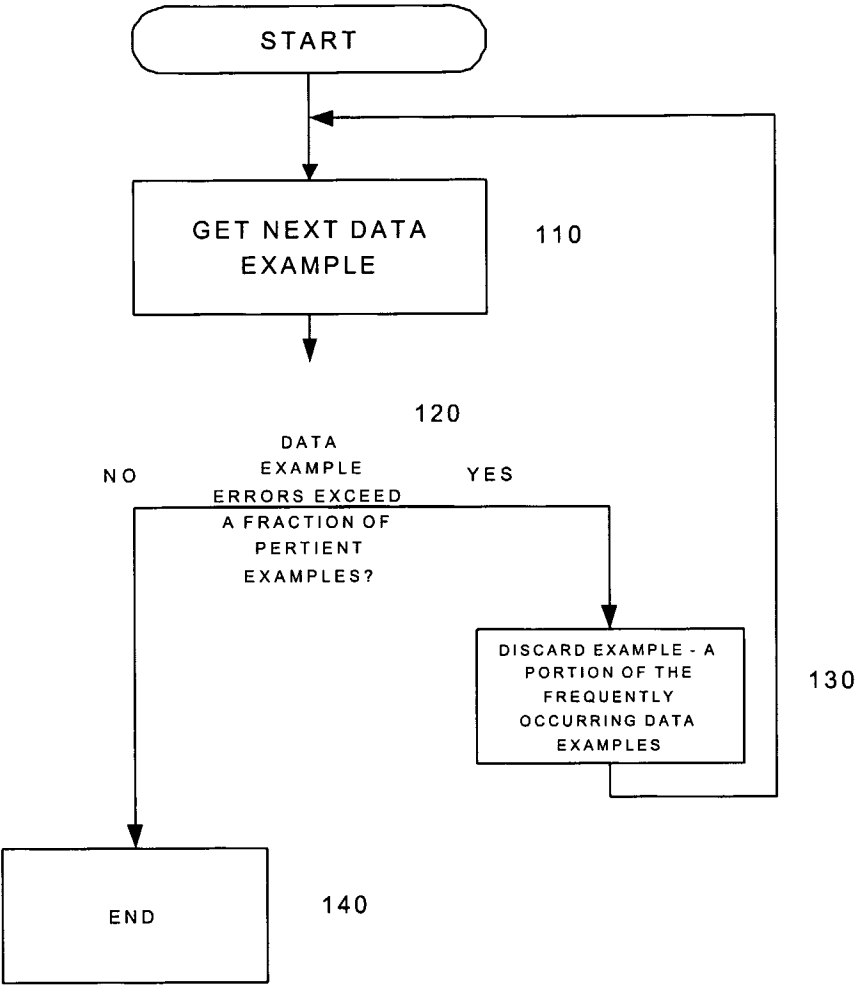 START
GET NEXT DATA
EXAMPLE
110
120
DATA
EXAMPLE
NO
YES
ERRORS EXCEED
A FRACTION OF
PERTIENT
EXAMPLES?
DISCARD EXAMPLE - A
PORTION OF THE
FREQUENTLY
OCCURRING DATA
EXAMPLES
130
END
140